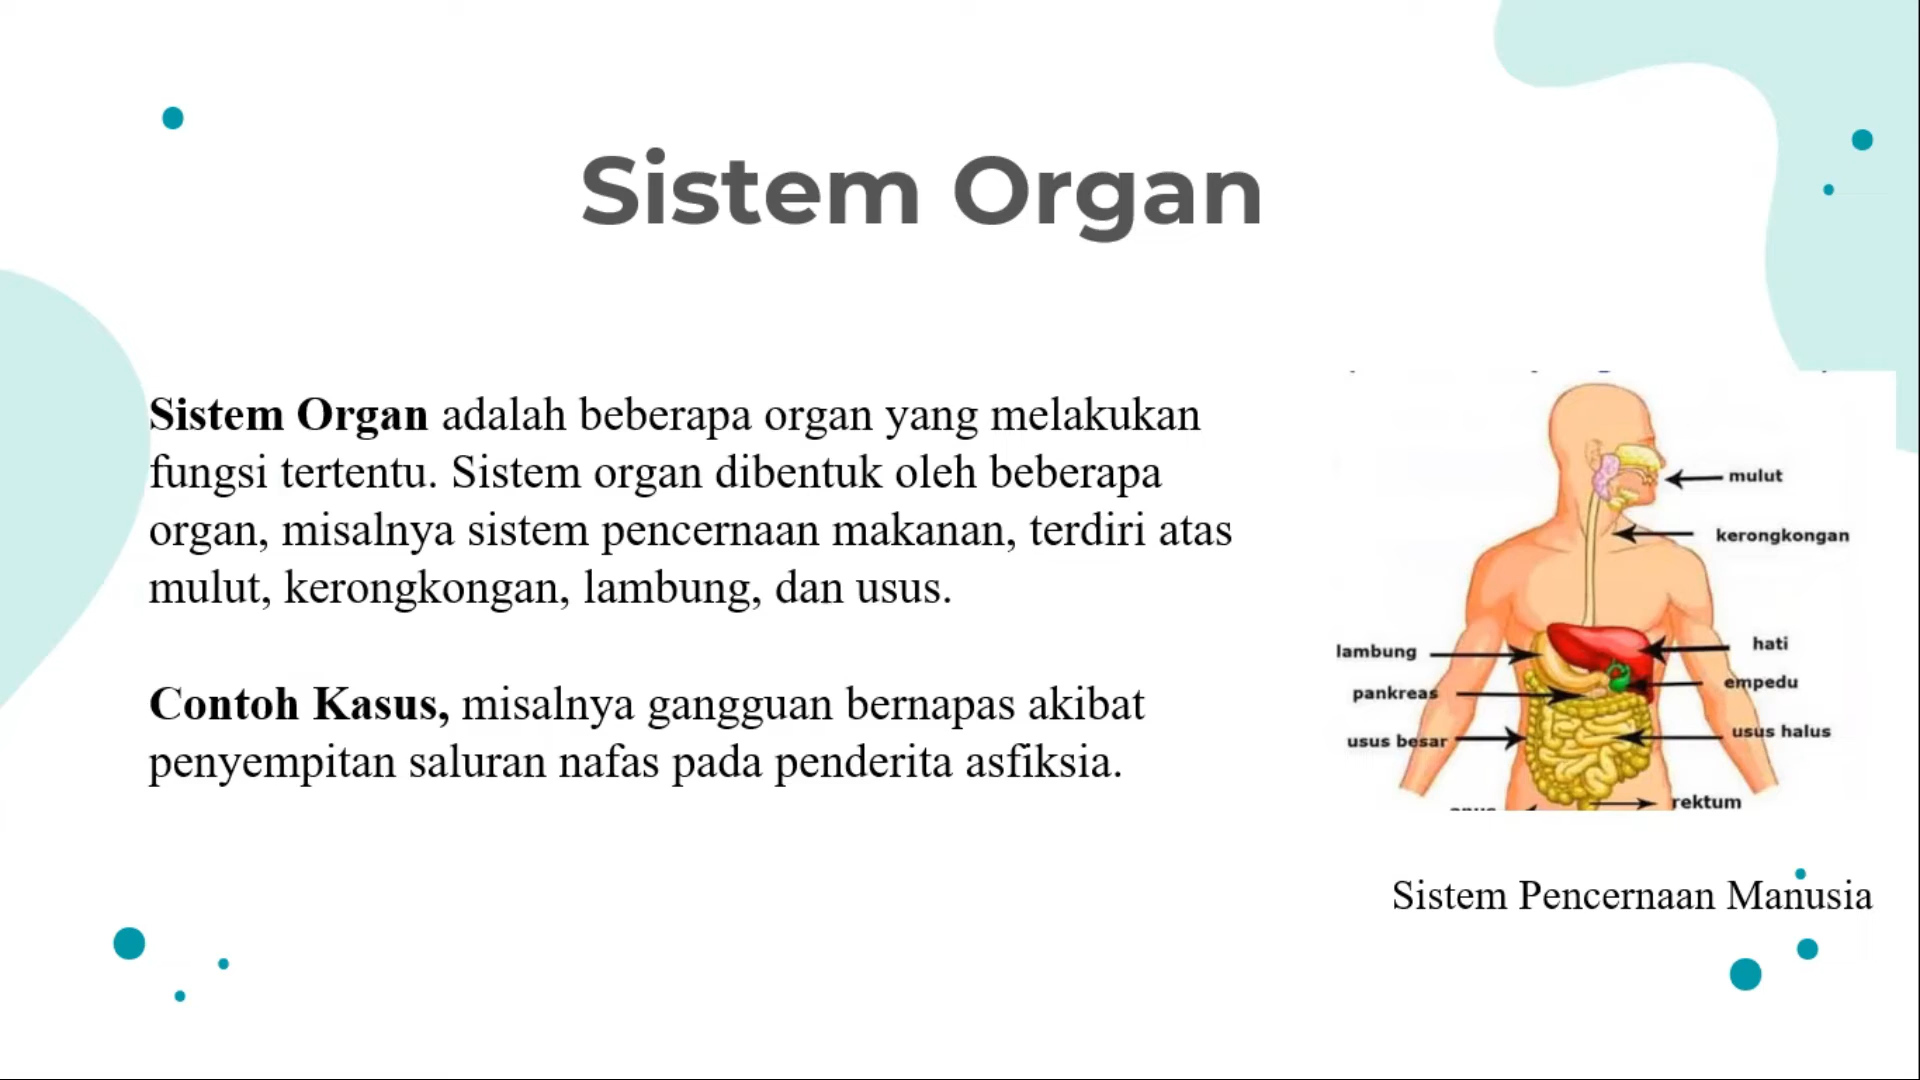 Sistem Organ
Sistem Organ adalah beberapa organ yang melakukan
fungsi tertentu. Sistem organ dibentuk oleh beberapa
organ, misalnya sistem pencernaan makanan, terdiri atas
mulut, kerongkongan, lambung, dan usus.
Contoh Kasus, misalnya gangguan bernapas akibat
penyempitan saluran nafas pada penderita asfiksia.
mulut
kerongkongan
lambung
hati
pankreas
empedu
usus besar
usus halus
rektum
Sistem Pencernaan Manusia